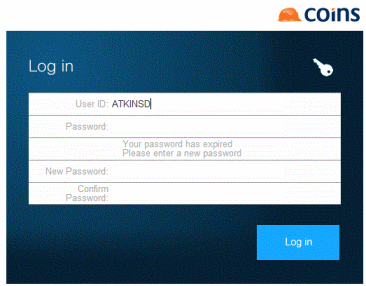 coins
Log in
User ID: ATKINSD
Password:
Your password has expired
Please enter a new password
New Password:
Confirm
Password:
Log in